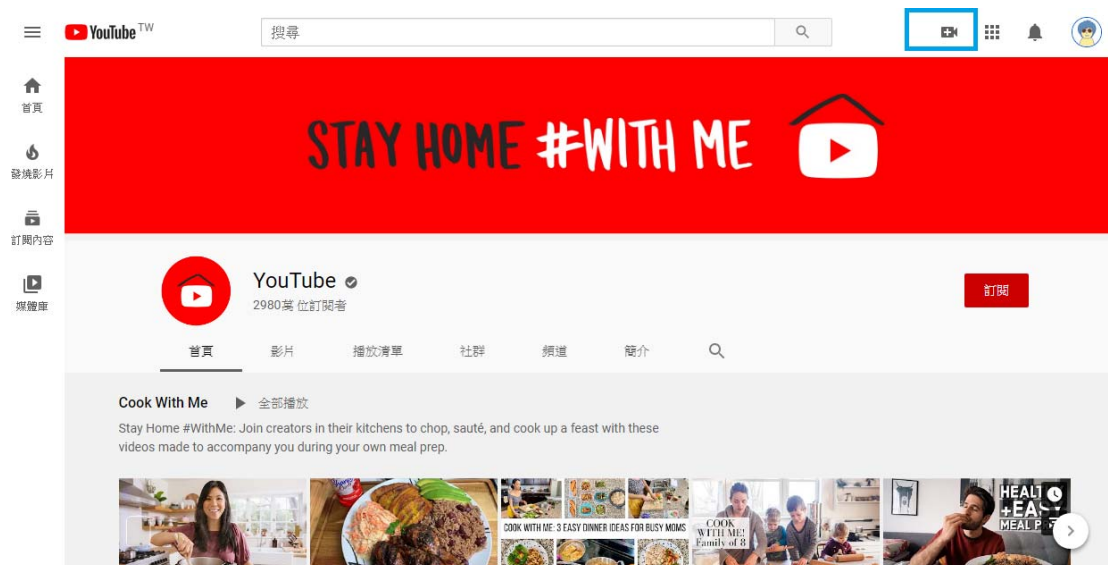 YouTube TW
搜尋
首頁
發燒影片
訂閱內容
媒體庫
STAY HOME #WITH ME
YouTube
2980萬 位訂閱者
訂閱
首頁 影片 播放清單 社群 頻道 簡介
Cook With Me 全部播放
Stay Home #WithMe: Join creators in their kitchens to chop, sauté, and cook up a feast with these
videos made to accompany you during your own meal prep.
COOK WITH ME: 3 EASY DINNER IDEAS FOR BUSY MOMS
COOK
WITH ME!
Family of 8
HEALT
+EASY
MEAL P